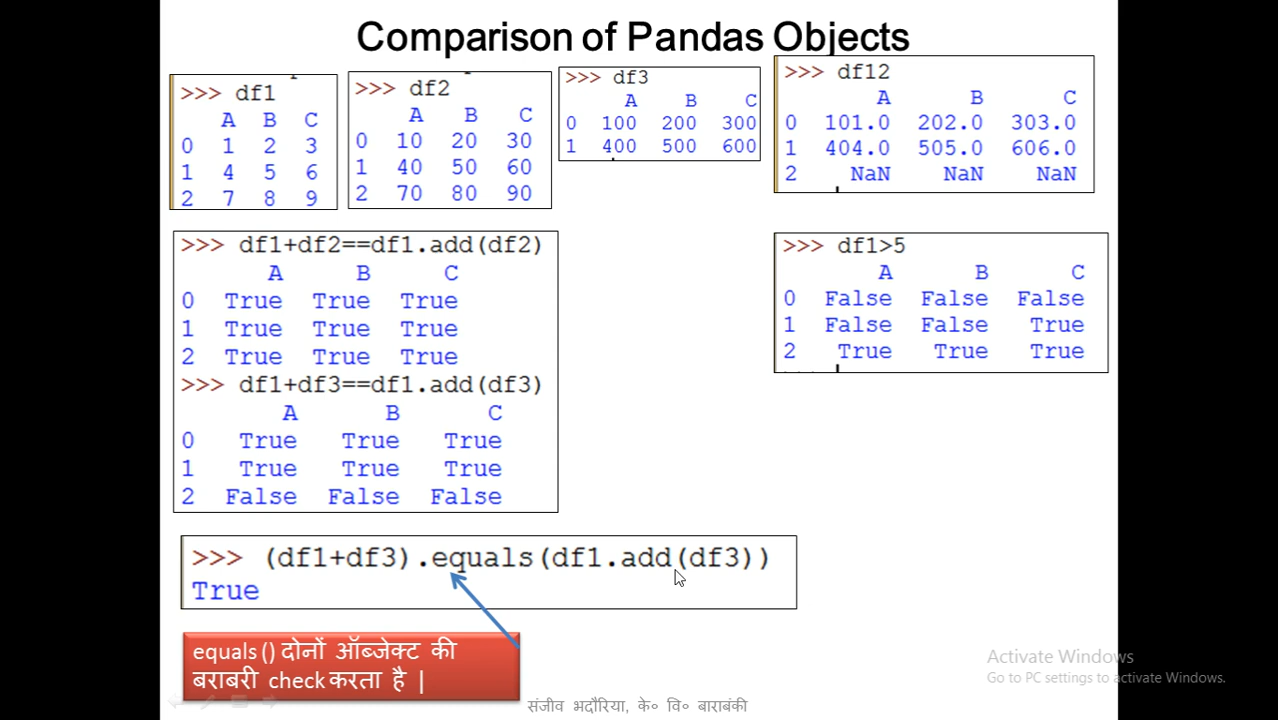 Comparison of Pandas Objects
>>> df1
A B C
0 1 2 3
1 4 5 6
2 7 8 9
>>> df2
A B C
0 10 20 30
1 40 50 60
2 70 80 90
>>> df3
A B C
0 100 200 300
1 400 500 600
>>> df12
A B C
0 101.0 202.0 303.0
1 404.0 505.0 606.0
2 NaN NaN NaN
>>> df1+df2==df1.add(df2)
A B C
0 True True True
1 True True True
2 True True True
>>> df1+df3==df1.add(df3)
A B C
0 True True True
1 True True True
2 False False False
>>> df1>5
A B C
0 False False False
1 False False True
2 True True True
>>> (df1+df3).equals(df1.add(df3))
True
equals () दोनों ऑब्जेक्ट की
बराबरी check करता है |
Activate Windows
Go to PC settings to activate Windows.
संजीव भदौरिया, के० वि० बाराबंकी